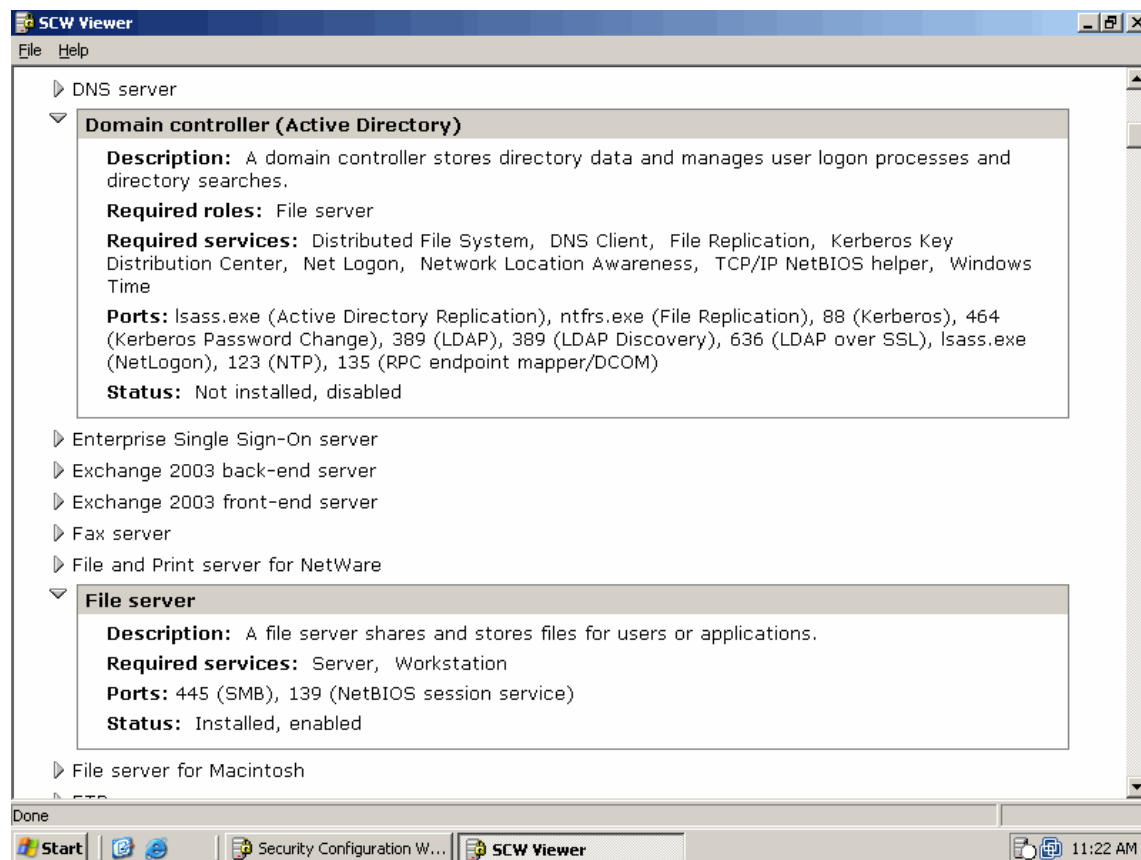 SCW Viewer
File Help
DNS server
Domain controller (Active Directory)
Description: A domain controller stores directory data and manages user logon processes and
directory searches.
Required roles: File server
Required services: Distributed File System, DNS Client, File Replication, Kerberos Key
Distribution Center, Net Logon, Network Location Awareness, TCP/IP NetBIOS helper, Windows
Time
Ports: lsass.exe (Active Directory Replication), ntfrs.exe (File Replication), 88 (Kerberos), 464
(Kerberos Password Change), 389 (LDAP), 389 (LDAP Discovery), 636 (LDAP over SSL), lsass.exe
(NetLogon), 123 (NTP), 135 (RPC endpoint mapper/DCOM)
Status: Not installed, disabled
Enterprise Single Sign-On server
Exchange 2003 back-end server
Exchange 2003 front-end server
Fax server
File and Print server for NetWare
File server
Description: A file server shares and stores files for users or applications.
Required services: Server, Workstation
Ports: 445 (SMB), 139 (NetBIOS session service)
Status: Installed, enabled
File server for Macintosh
Done
Start Security Configuration W... SCW Viewer 11:22 AM